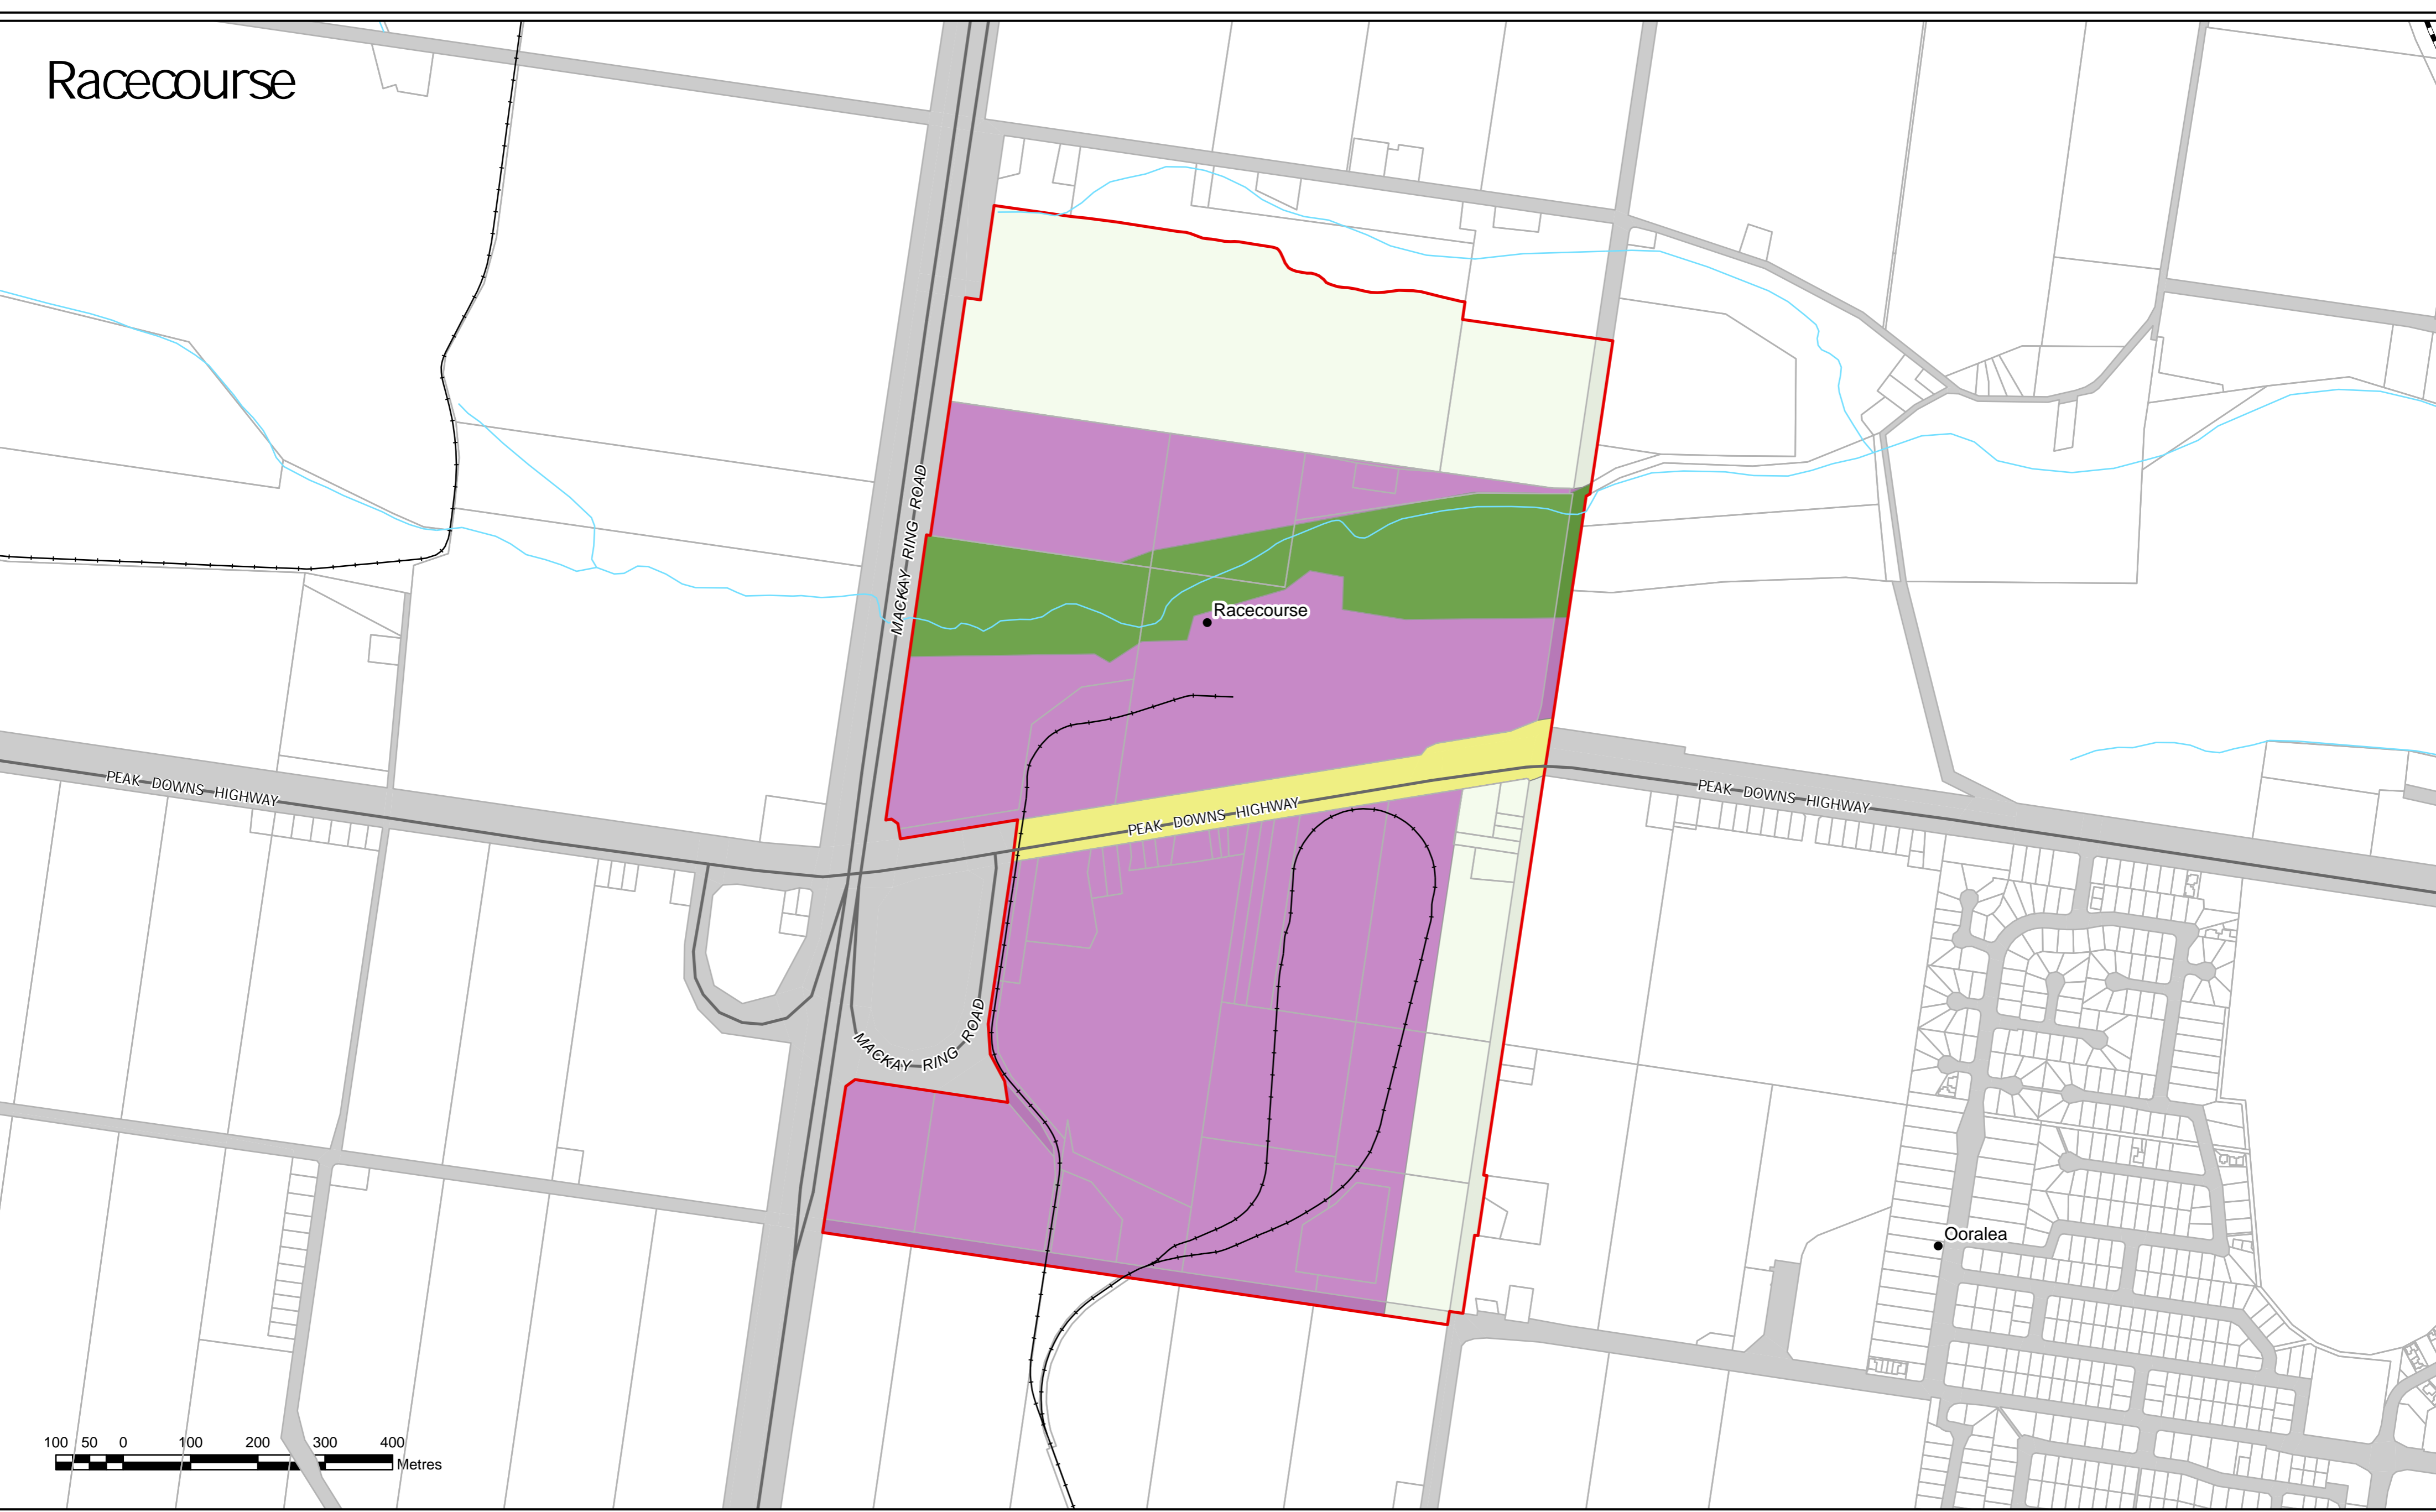 Racecourse
MACKAY RING ROAD
Racecourse
PEAK DOWNS HIGHWAY
PEAK DOWNS HIGHWAY
PEAK DOWNS HIGHWAY
MACKAY RING ROAD
Ooralea
100 50 0 100 200 300 400
Metres